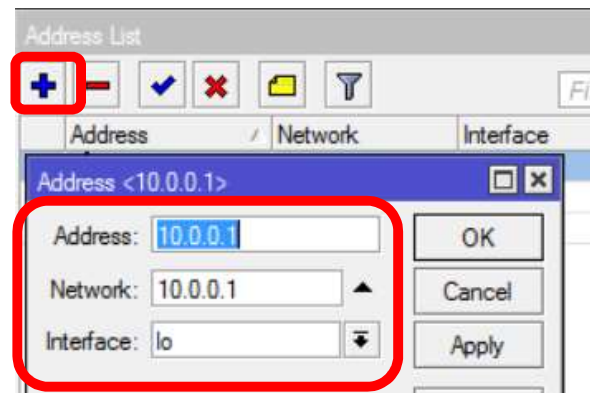 Address List
Fi
Address Network Interface
Address <10.0.0.1>
Address: 10.0.0.1 OK
Network: 10.0.0.1 Cancel
Interface: lo Apply